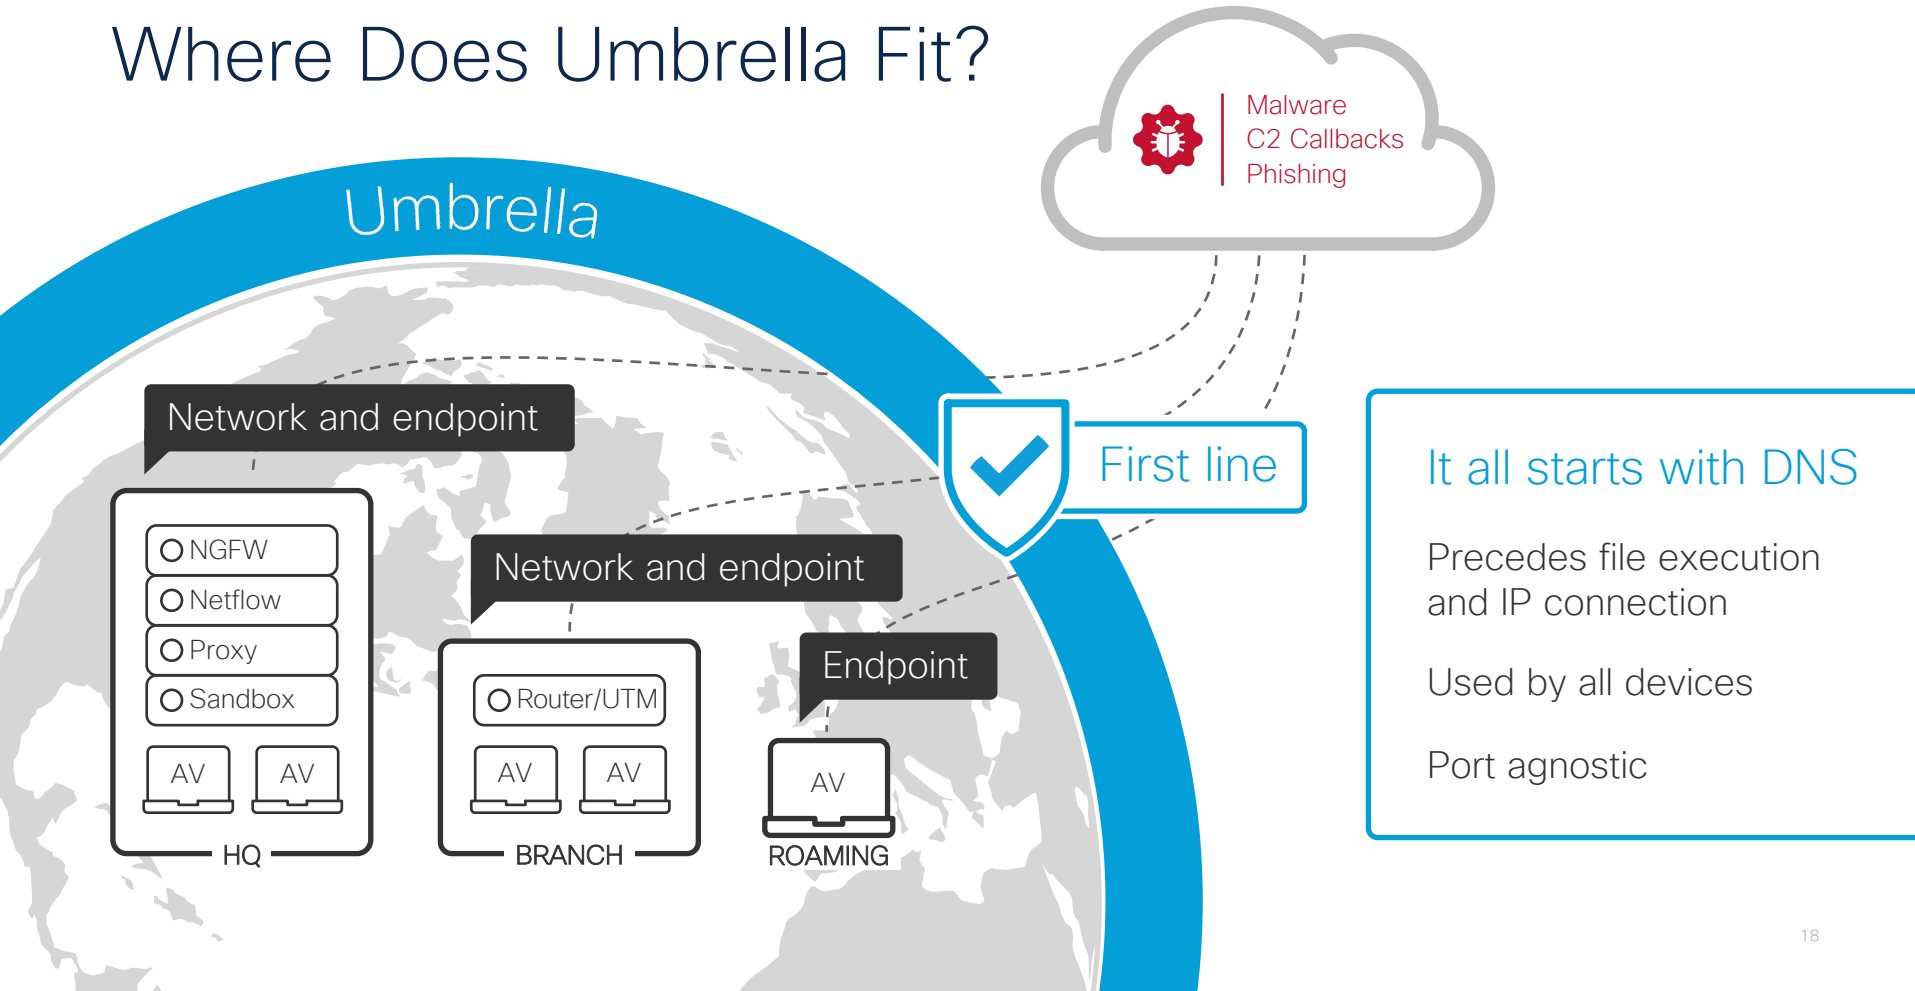 Where Does Umbrella Fit?
Malware
C2 Callbacks
Phishing
Umbrella
Network and endpoint
NGFW
Netflow
Proxy
Sandbox
AV AV
HQ
Network and endpoint
Router/UTM
AV AV
BRANCH
Endpoint
AV
ROAMING
First line
It all starts with DNS
Precedes file execution
and IP connection
Used by all devices
Port agnostic
18